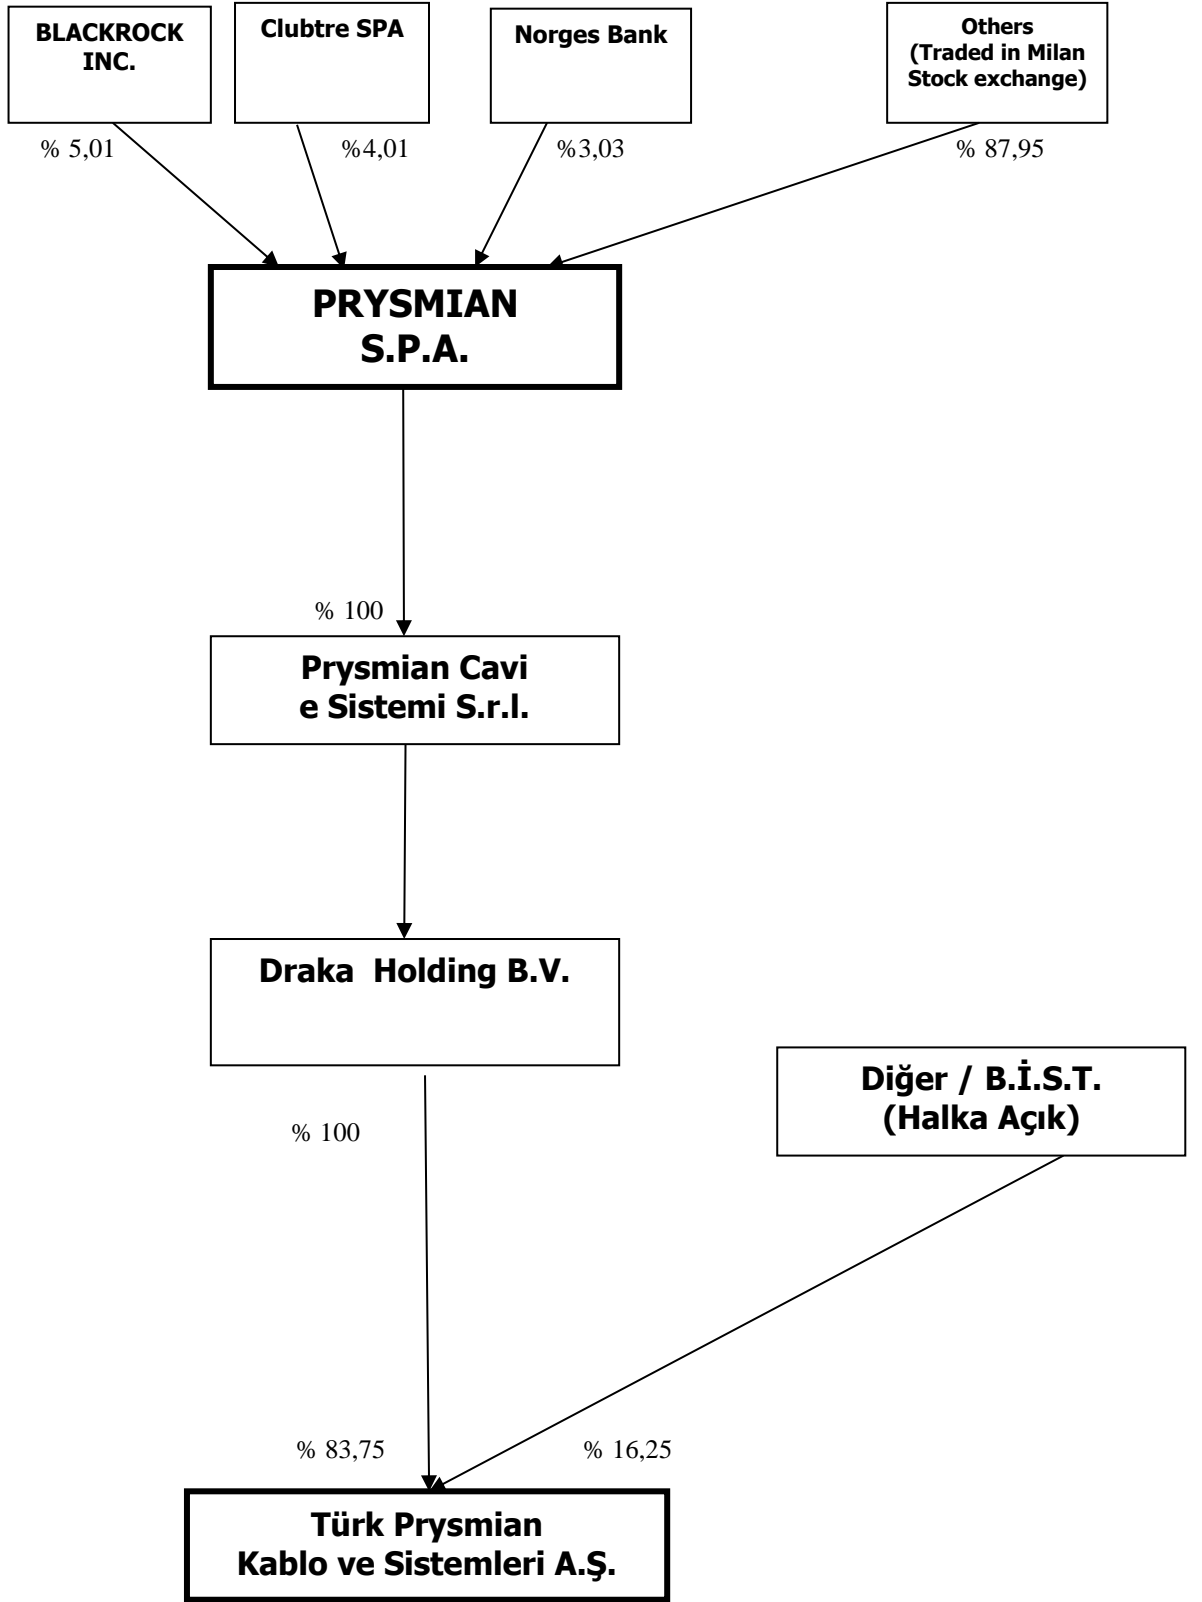 BLACKROCK
INC.
Clubtre SPA
Norges Bank
Others
(Traded in Milan
Stock exchange)
% 5,01
%4,01
%3,03
% 87,95
PRYSMIAN
S.P.A.
% 100
Prysmian Cavi
e Sistemi S.r.l.
Draka  Holding B.V.
Diğer / B.İ.S.T.
(Halka Açık)
% 100
% 83,75
% 16,25
Türk Prysmian
Kablo ve Sistemleri A.Ş.